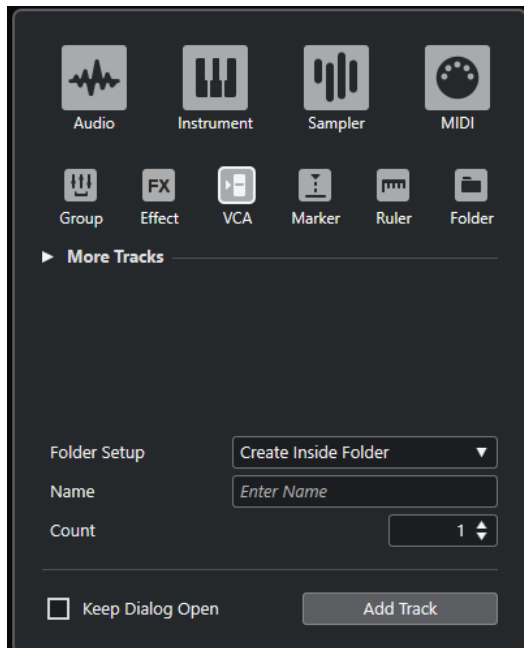 Audio Instrument Sampler MIDI
FX
Group Effect VCA Marker Ruler Folder
More Tracks
Folder Setup Create Inside Folder
Name Enter Name
Count 1
Keep Dialog Open Add Track